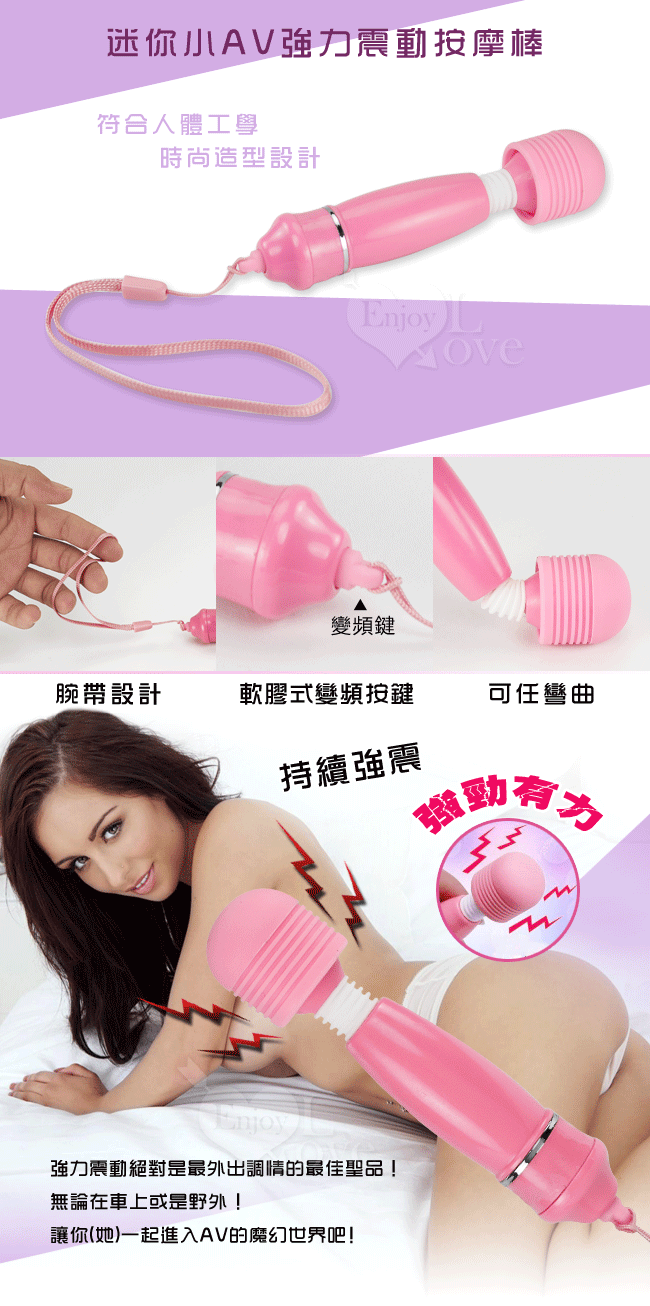 迷你小AV強力震動按摩棒
符合人體工學
時尚造型設計
Enjoy Love
▲
變頻鍵
腕帶設計
軟膠式變頻按鍵
可任彎曲
持續強震
強勁有力
Enjoy Love
強力震動絕對是最外出調情的最佳聖品！
無論在車上或是野外！
讓你(她)一起進入AV的魔幻世界吧!